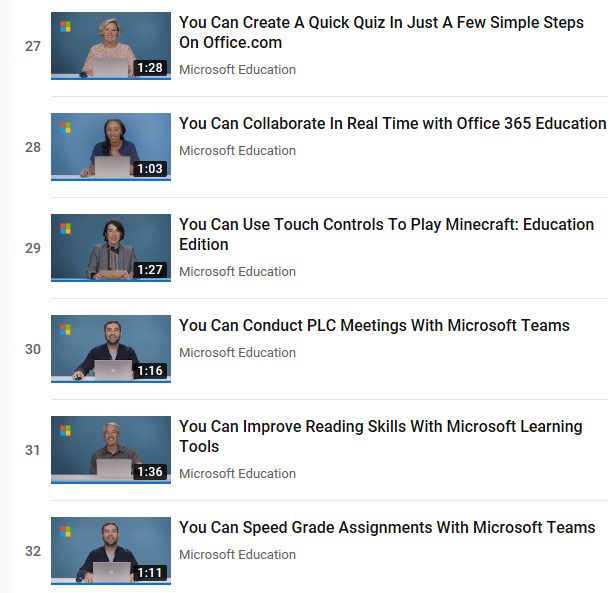 27
You Can Create A Quick Quiz In Just A Few Simple Steps
On Office.com
Microsoft Education
1:28
28
You Can Collaborate In Real Time with Office 365 Education
Microsoft Education
1:03
29
You Can Use Touch Controls To Play Minecraft: Education
Edition
Microsoft Education
1:27
30
You Can Conduct PLC Meetings With Microsoft Teams
Microsoft Education
1:16
31
You Can Improve Reading Skills With Microsoft Learning
Tools
Microsoft Education
1:36
32
You Can Speed Grade Assignments With Microsoft Teams
Microsoft Education
1:11